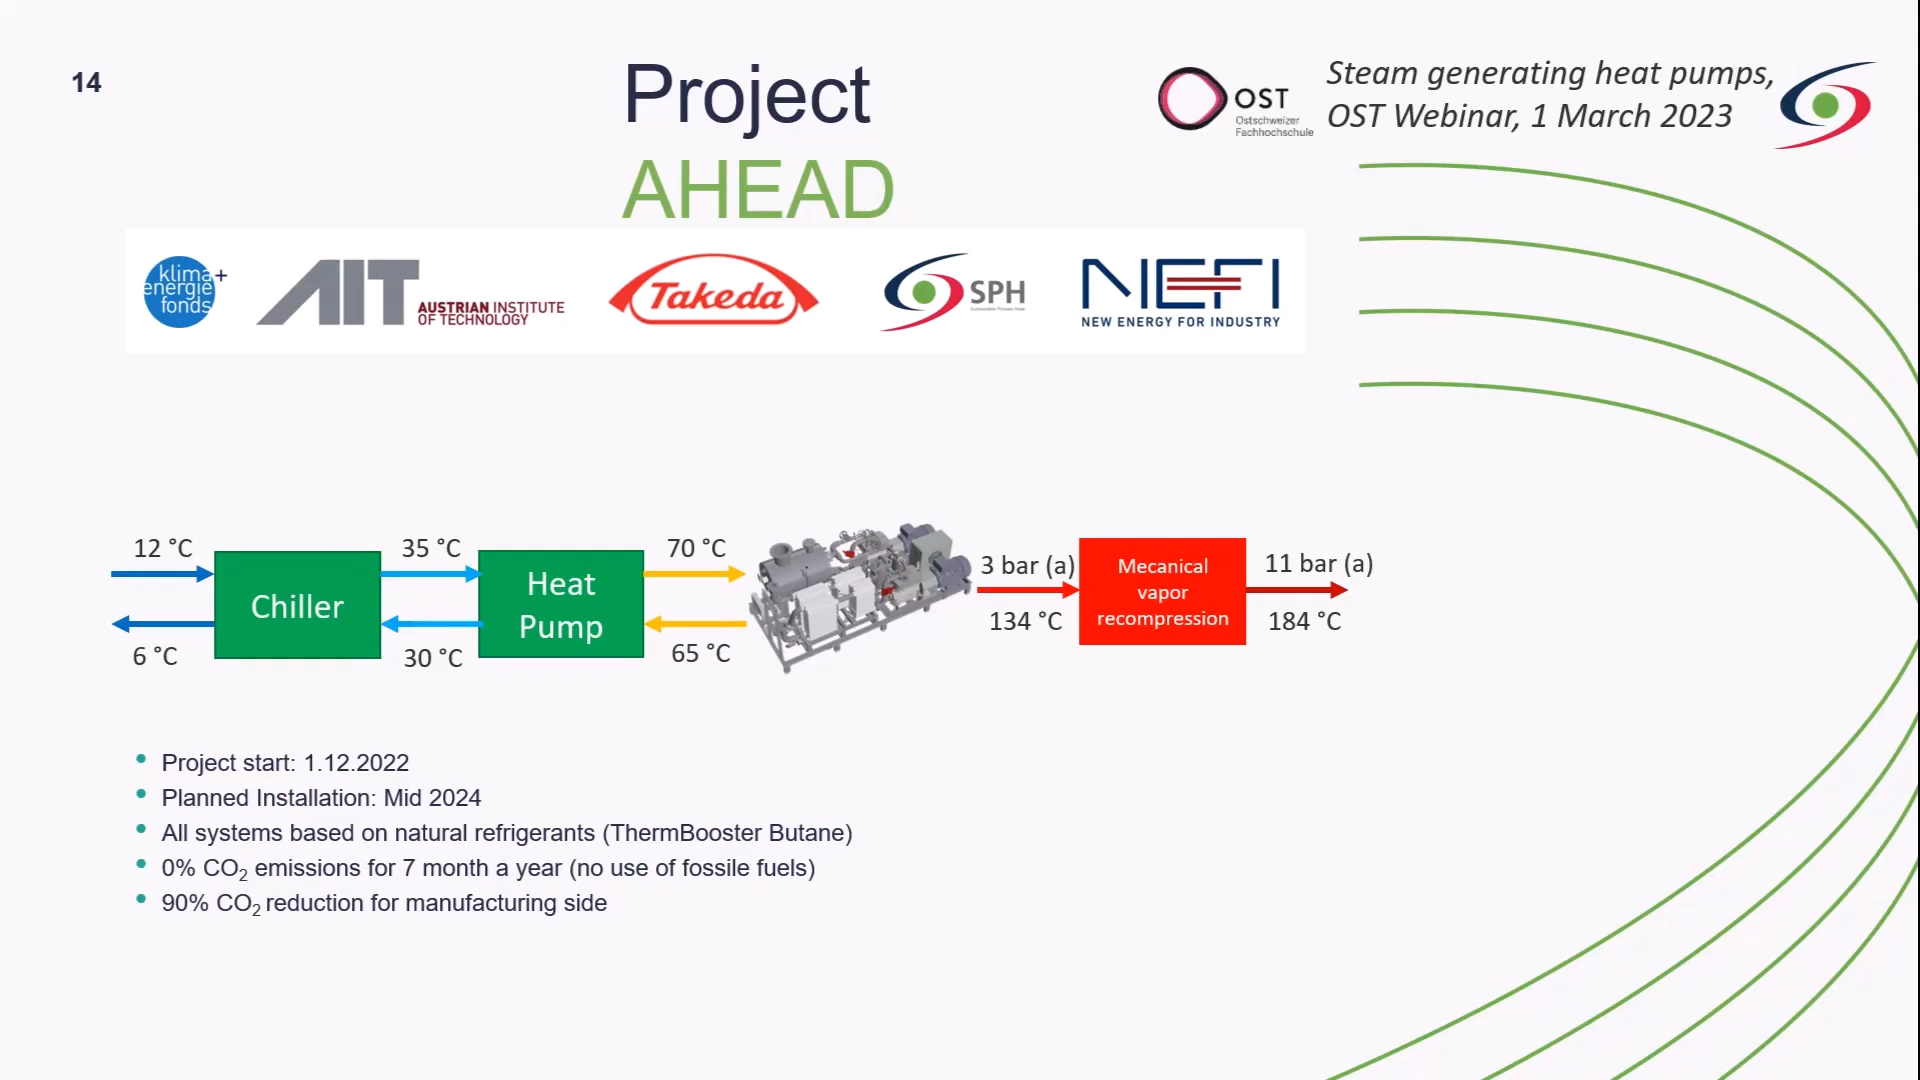 14
Project
AHEAD
OST
Ostschweizer
Fachhochschule
Steam generating heat pumps,
OST Webinar, 1 March 2023
klima+
energie
fonds
AIT
AUSTRIAN INSTITUTE
OF TECHNOLOGY
Takeda
SPH
Sustainable Process Heat
NEFI
NEW ENERGY FOR INDUSTRY
12 °C
6 °C
Chiller
35 °C
30 °C
Heat
Pump
70 °C
65 °C
3 bar (a)
134 °C
Mecanical
vapor
recompression
11 bar (a)
184 °C
• Project start: 1.12.2022
• Planned Installation: Mid 2024
• All systems based on natural refrigerants (ThermBooster Butane)
• 0% CO₂ emissions for 7 month a year (no use of fossile fuels)
• 90% CO₂ reduction for manufacturing side